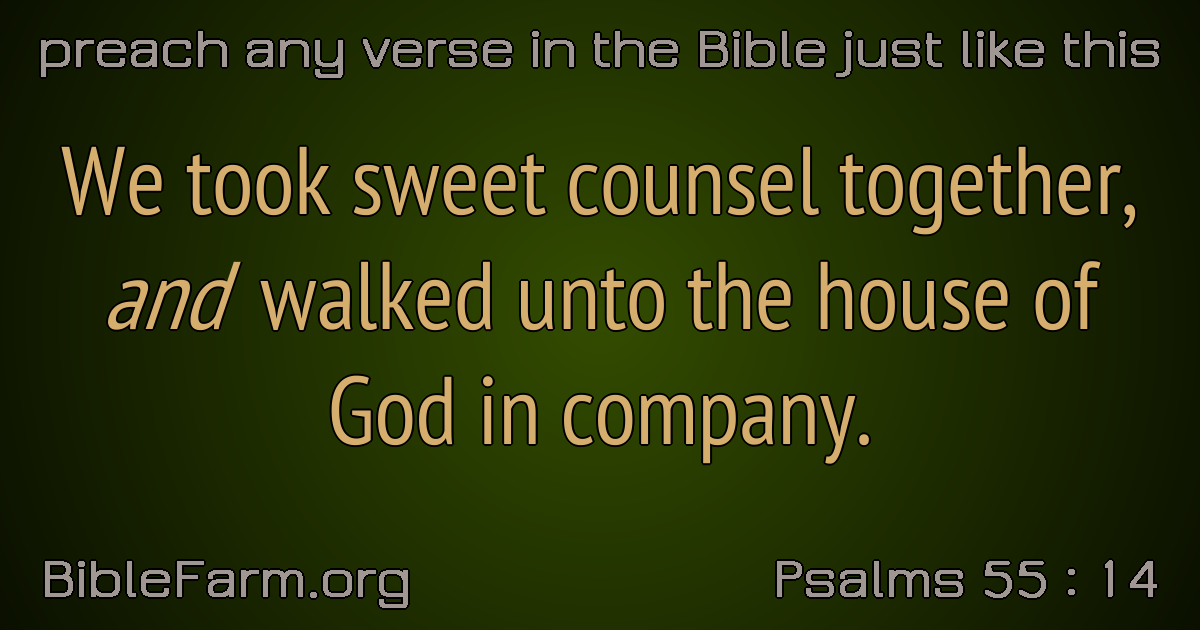 preach any verse in the Bible just like this
We took sweet counsel together,
and walked unto the house of
God in company.
BibleFarm.org
Psalms 55 : 14